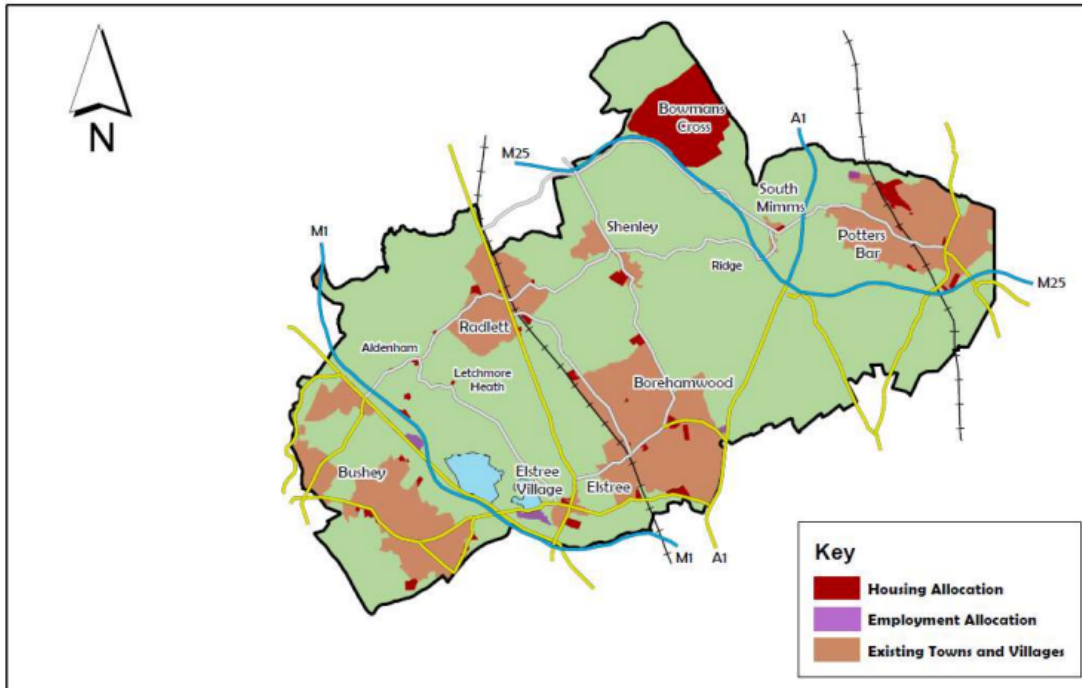 N
Bowmans
Cross
A1
M25
South
Mimms
Shenley
Potters
Bar
M1
Ridge
M25
Radlett
Aldenham
Letchmore
Heath
Borehamwood
Bushey
Elstree
Village
Elstree
M1
A1
Key
Housing Allocation
Employment Allocation
Existing Towns and Villages